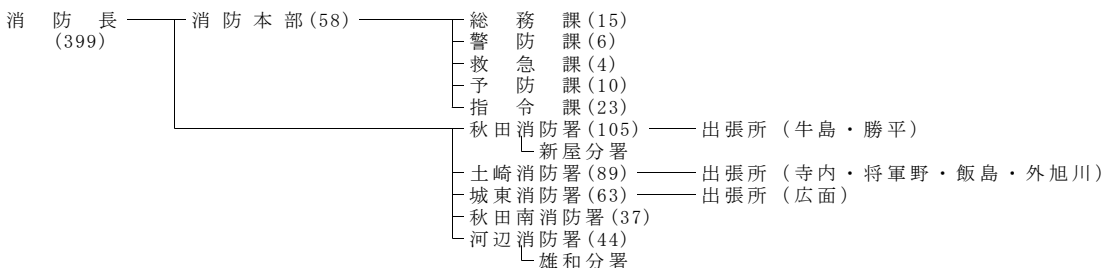 消防長 消防本部(58) 総務課(15)
(399) 警防課(6)
救急課(4)
予防課(10)
指令課(23)
秋田消防署(105) 出張所（牛島・勝平）
新屋分署
土崎消防署(89) 出張所（寺内・将軍野・飯島・外旭川）
城東消防署(63) 出張所（広面）
秋田南消防署(37)
河辺消防署(44)
雄和分署